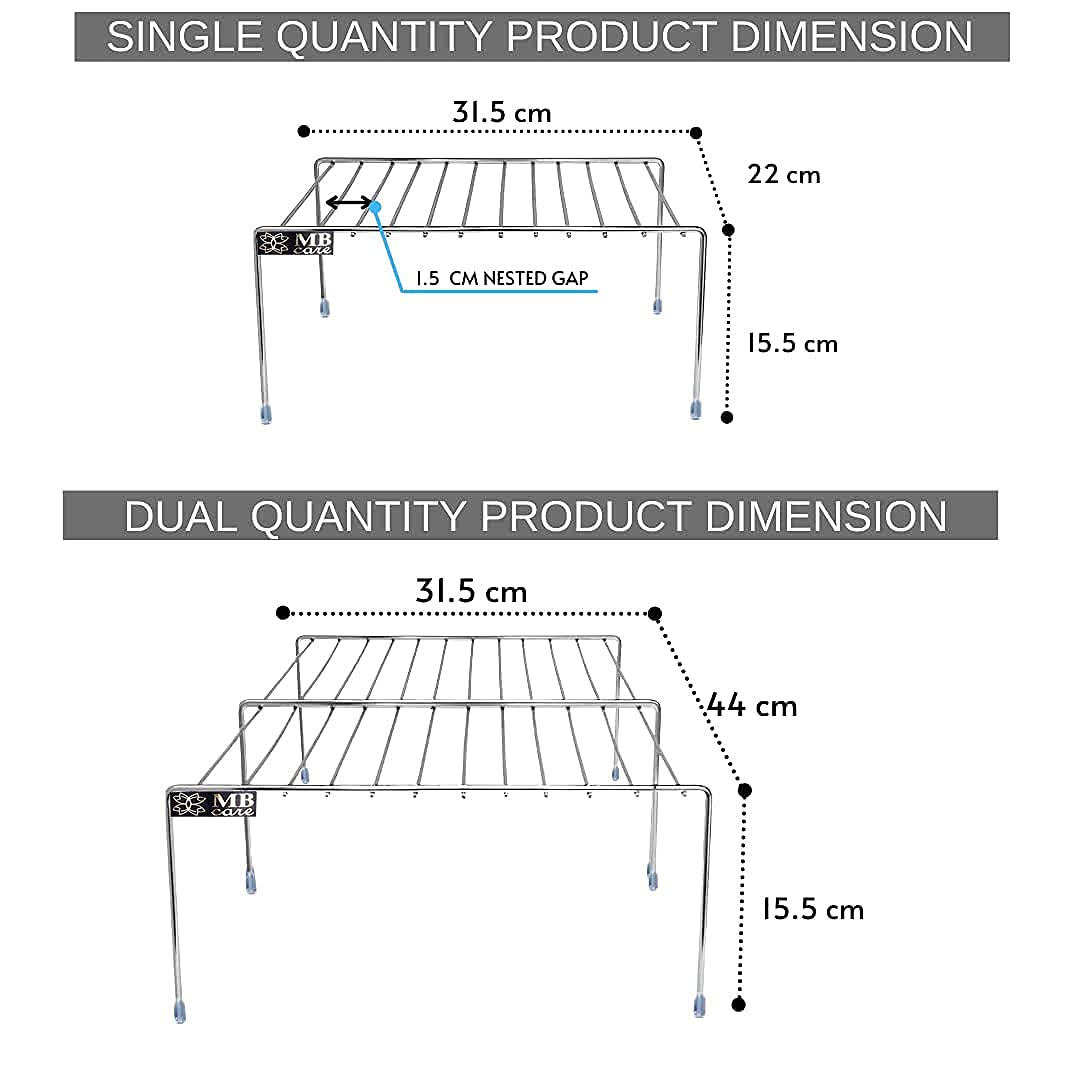 SINGLE QUANTITY PRODUCT DIMENSION
31.5 cm
22 cm
MB
care
1.5 CM NESTED GAP
15.5 cm
DUAL QUANTITY PRODUCT DIMENSION
31.5 cm
44 cm
MB
care
15.5 cm